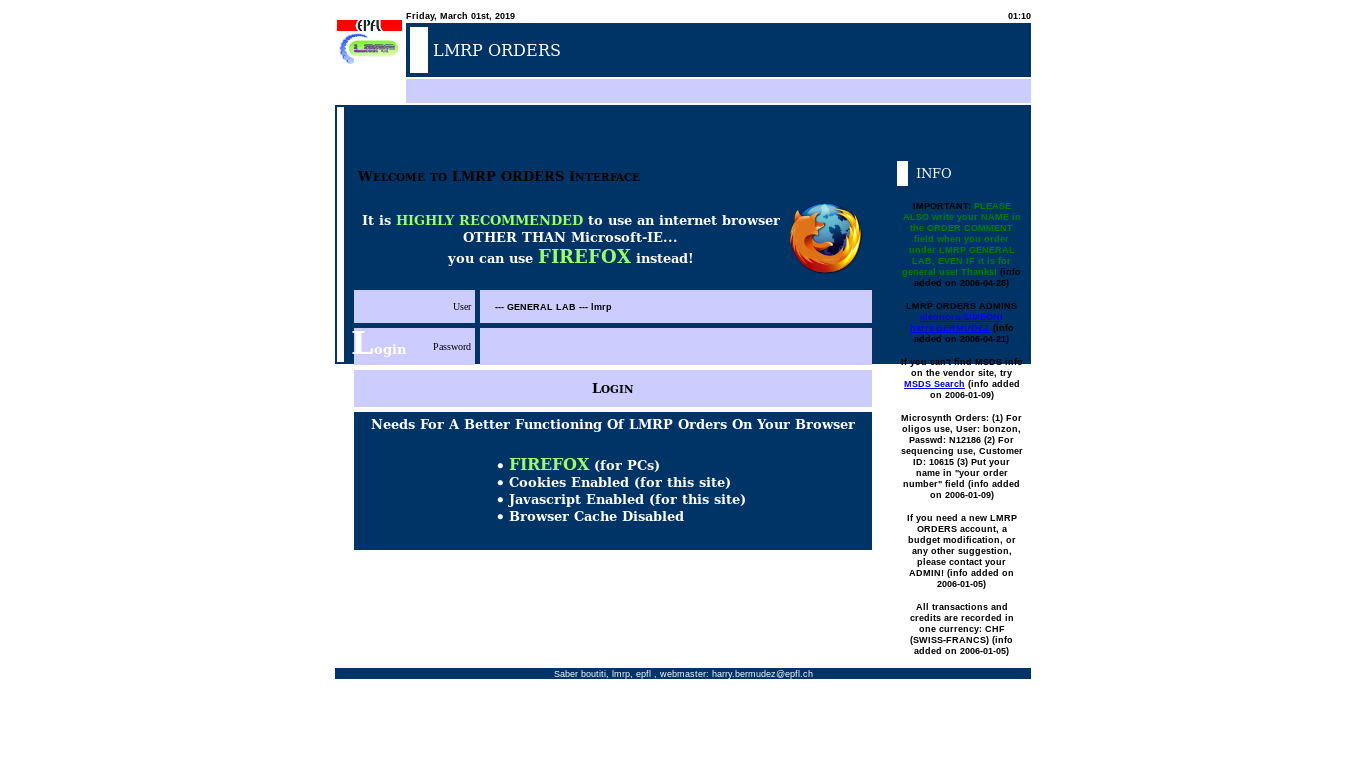 Friday, March 01st, 2019
01:10
EPFL
LMRP ORDERS
Welcome to LMRP ORDERS Interface
It is HIGHLY RECOMMENDED to use an internet browser
OTHER THAN Microsoft-IE...
you can use FIREFOX instead!
User
--- GENERAL LAB --- lmrp
Login
Password
Login
Needs For A Better Functioning Of LMRP Orders On Your Browser
• FIREFOX (for PCs)
• Cookies Enabled (for this site)
• Javascript Enabled (for this site)
• Browser Cache Disabled
INFO
IMPORTANT: PLEASE
ALSO write your NAME in
the ORDER COMMENT
field when you order
under LMRP GENERAL
LAB, EVEN IF it is for
general use! Thanks! (info
added on 2006-04-28)
LMRP ORDERS ADMINS
eleonora.SIMEONI
harry.BERMUDEZ (info
added on 2006-04-21)
If you can't find MSDS info
on the vendor site, try
MSDS Search (info added
on 2006-01-09)
Microsynth Orders: (1) For
oligos use, User: bonzon,
Passwd: N12186 (2) For
sequencing use, Customer
ID: 10615 (3) Put your
name in "your order
number" field (info added
on 2006-01-09)
If you need a new LMRP
ORDERS account, a
budget modification, or
any other suggestion,
please contact your
ADMIN! (info added on
2006-01-05)
All transactions and
credits are recorded in
one currency: CHF
(SWISS-FRANCS) (info
added on 2006-01-05)
Saber boutiti, lmrp, epfl , webmaster: harry.bermudez@epfl.ch